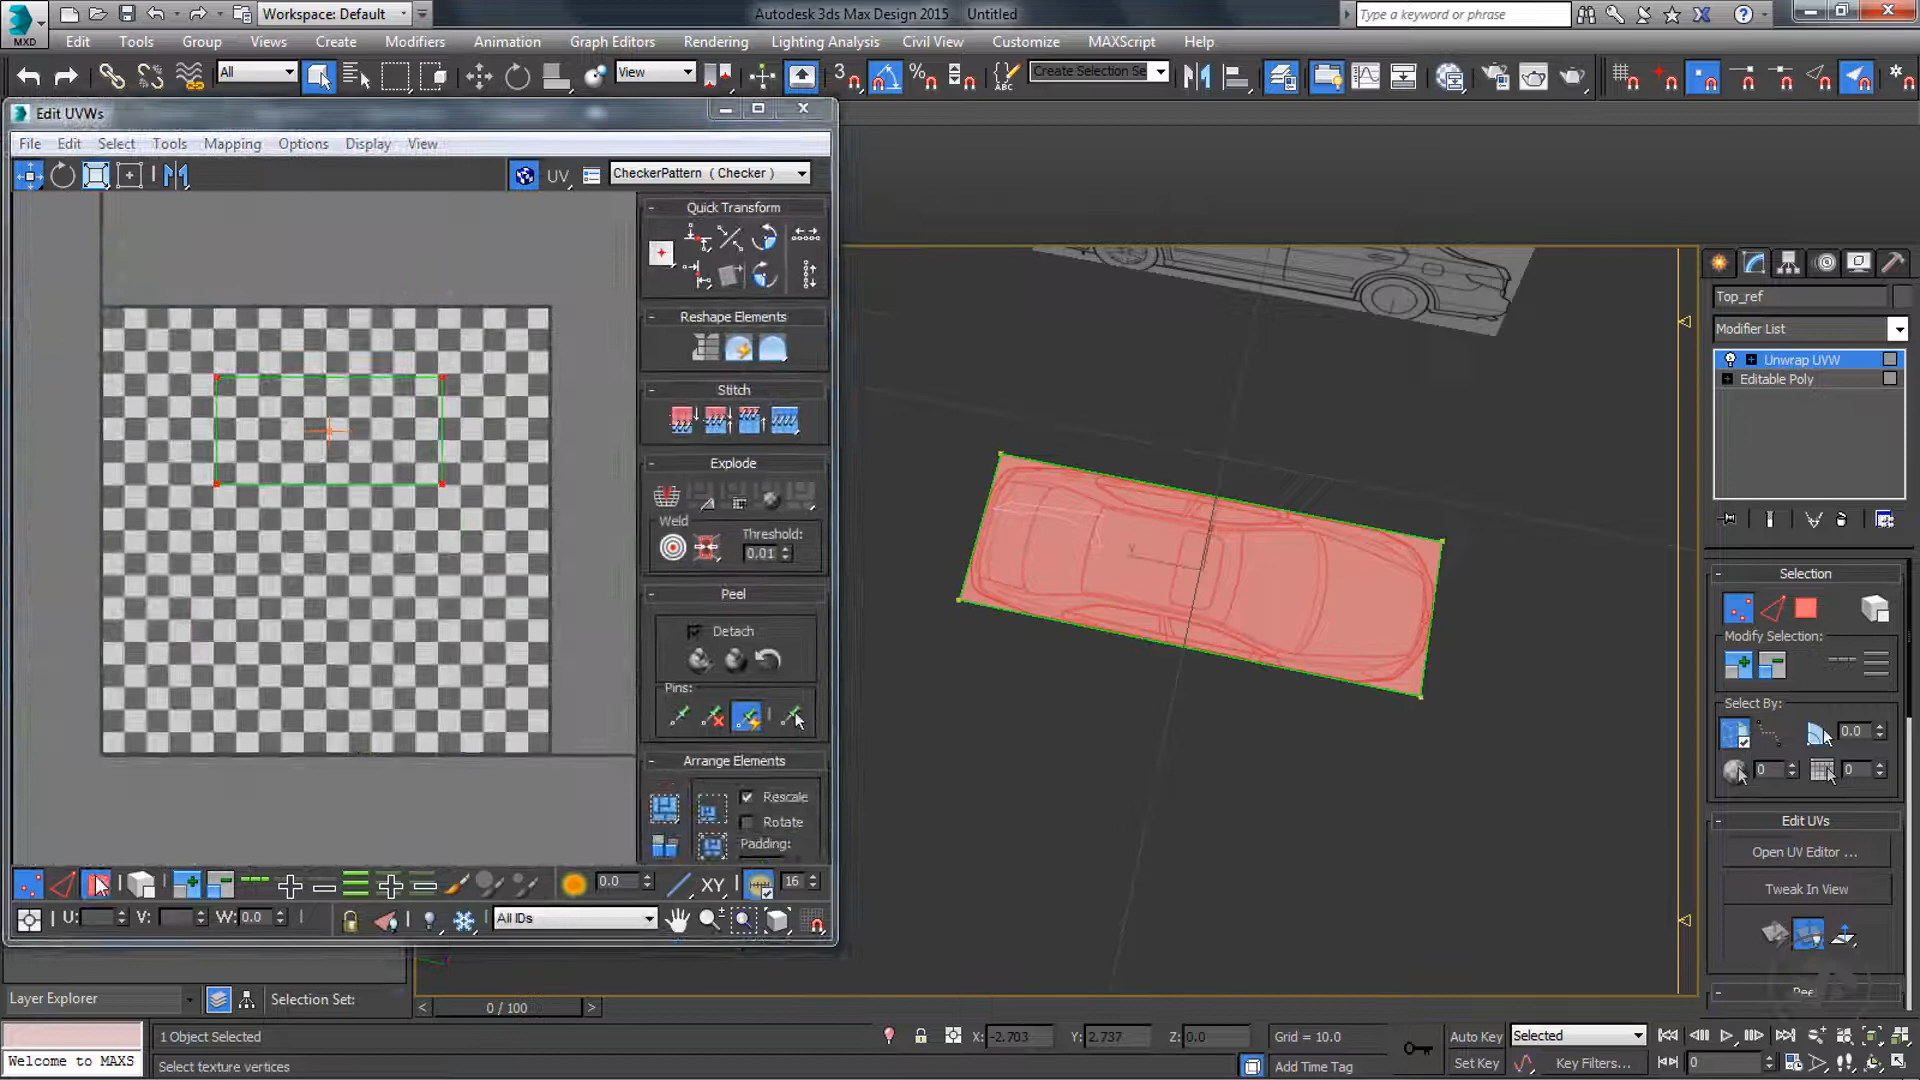 Workspace: Default
Autodesk 3ds Max Design 2015 Untitled
Type a keyword or phrase
MXD
Edit Tools Group Views Create Modifiers Animation Graph Editors Rendering Lighting Analysis Civil View Customize MAXScript Help
All
View
3
%
ABC
Create Selection Se
Edit UVWs
File Edit Select Tools Mapping Options Display View
UV
CheckerPattern ( Checker )
Quick Transform
Reshape Elements
Stitch
Explode
Weld
Threshold:
0.01
Peel
Detach
Pins:
Arrange Elements
Rescale
Rotate
Padding:
0.0
XY
16
U: V: W: 0.0
All IDs
Top_ref
Modifier List
Unwrap UVW
Editable Poly
Selection
Modify Selection:
Select By:
0.0
0
0
Edit UVs
Open UV Editor ...
Tweak In View
Peel
Layer Explorer
Selection Set:
< 0 / 100 >
1 Object Selected
X: -2.703 Y: 2.737 Z: 0.0
Grid = 10.0
Auto Key
Selected
Welcome to MAXS
Select texture vertices
Add Time Tag
Set Key
Key Filters...
0